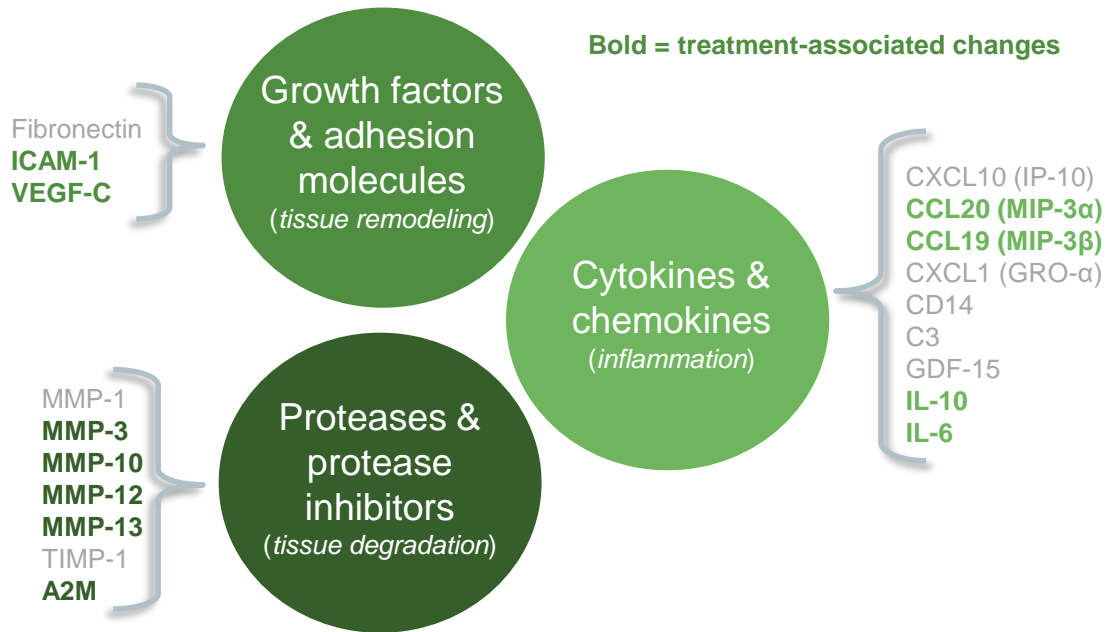 Bold = treatment-associated changes
Growth factors
& adhesion
molecules
(tissue remodeling)
Fibronectin
ICAM-1
VEGF-C
Cytokines &
chemokines
(inflammation)
CXCL10 (IP-10)
CCL20 (MIP-3α)
CCL19 (MIP-3β)
CXCL1 (GRO-α)
CD14
C3
GDF-15
IL-10
IL-6
Proteases &
protease
inhibitors
(tissue degradation)
MMP-1
MMP-3
MMP-10
MMP-12
MMP-13
TIMP-1
A2M